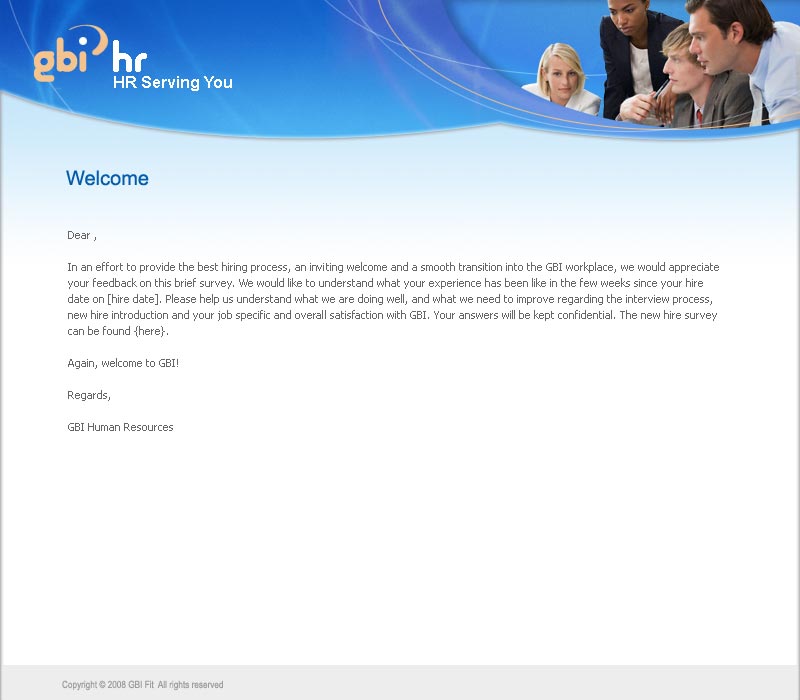 gbi hr
HR Serving You
Welcome
Dear ,
In an effort to provide the best hiring process, an inviting welcome and a smooth transition into the GBI workplace, we would appreciate
your feedback on this brief survey. We would like to understand what your experience has been like in the few weeks since your hire
date on [hire date]. Please help us understand what we are doing well, and what we need to improve regarding the interview process,
new hire introduction and your job specific and overall satisfaction with GBI. Your answers will be kept confidential. The new hire survey
can be found {here}.
Again, welcome to GBI!
Regards,
GBI Human Resources
Copyright © 2008 GBI Fit All rights reserved